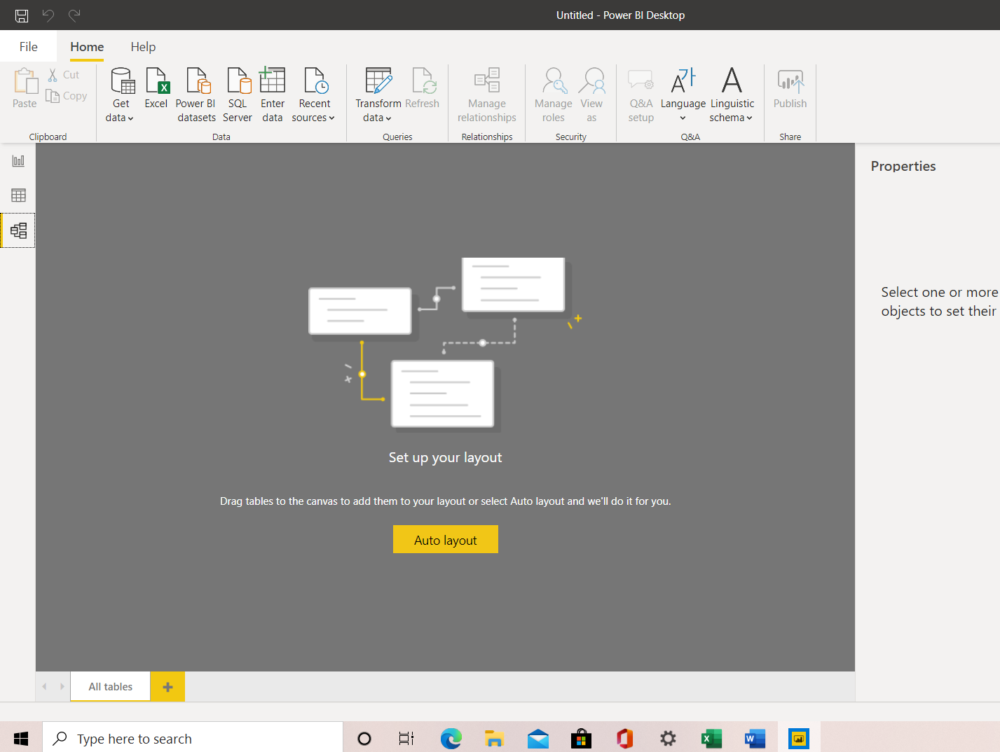 Untitled - Power BI Desktop
File Home Help
Paste
Cut
Copy
Clipboard
Get data
Excel
Power BI datasets
SQL Server
Enter data
Recent sources
Data
Transform data
Refresh
Queries
Manage relationships
Relationships
Manage roles
View as
Security
Q&A setup
Language
Linguistic schema
Q&A
Publish
Share
Properties
Select one or more
objects to set their
Set up your layout
Drag tables to the canvas to add them to your layout or select Auto layout and we'll do it for you.
Auto layout
All tables
Type here to search